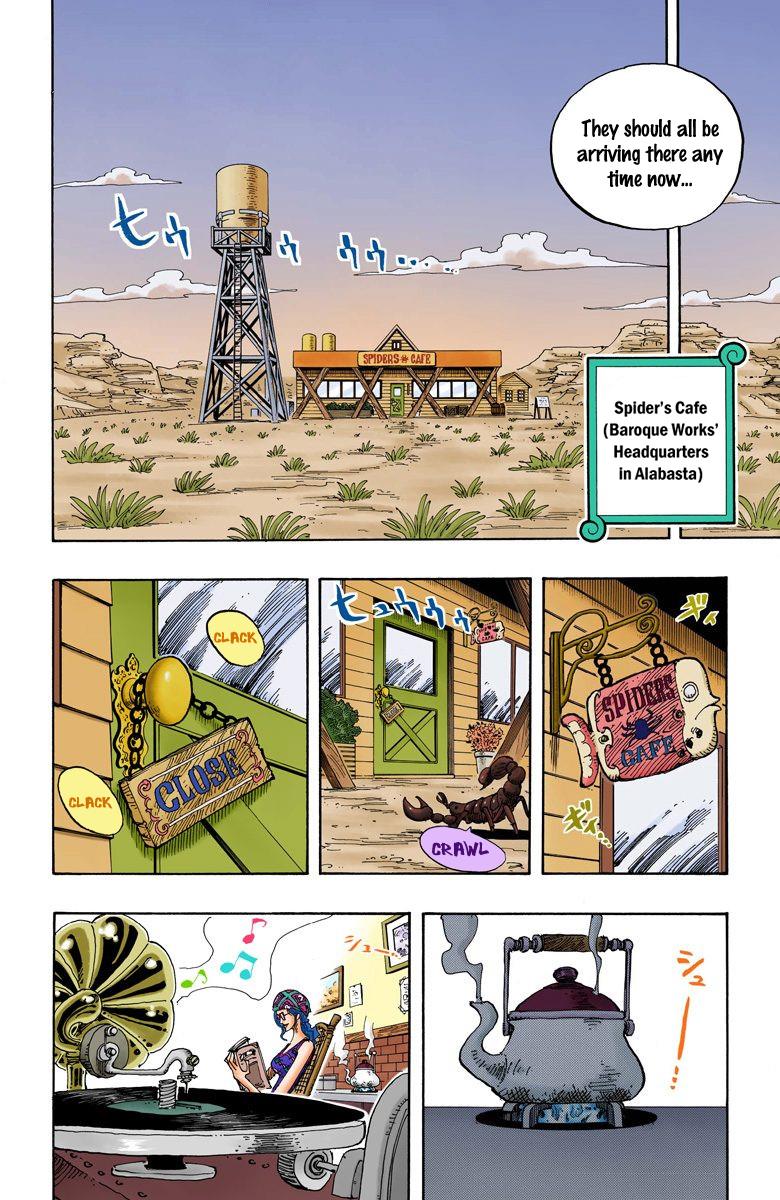 They should all be
arriving there any
time now...
ヒュウ
ウ
ウウ...
SPIDERS CAFE
Spider's Cafe
(Baroque Works'
Headquarters
in Alabasta)
ギィ
SPIDERS
CAFE
ギィ...
ヒュウウウ
CRAWL
CLACK
CLOSE
CLACK
シュー...
シュー...